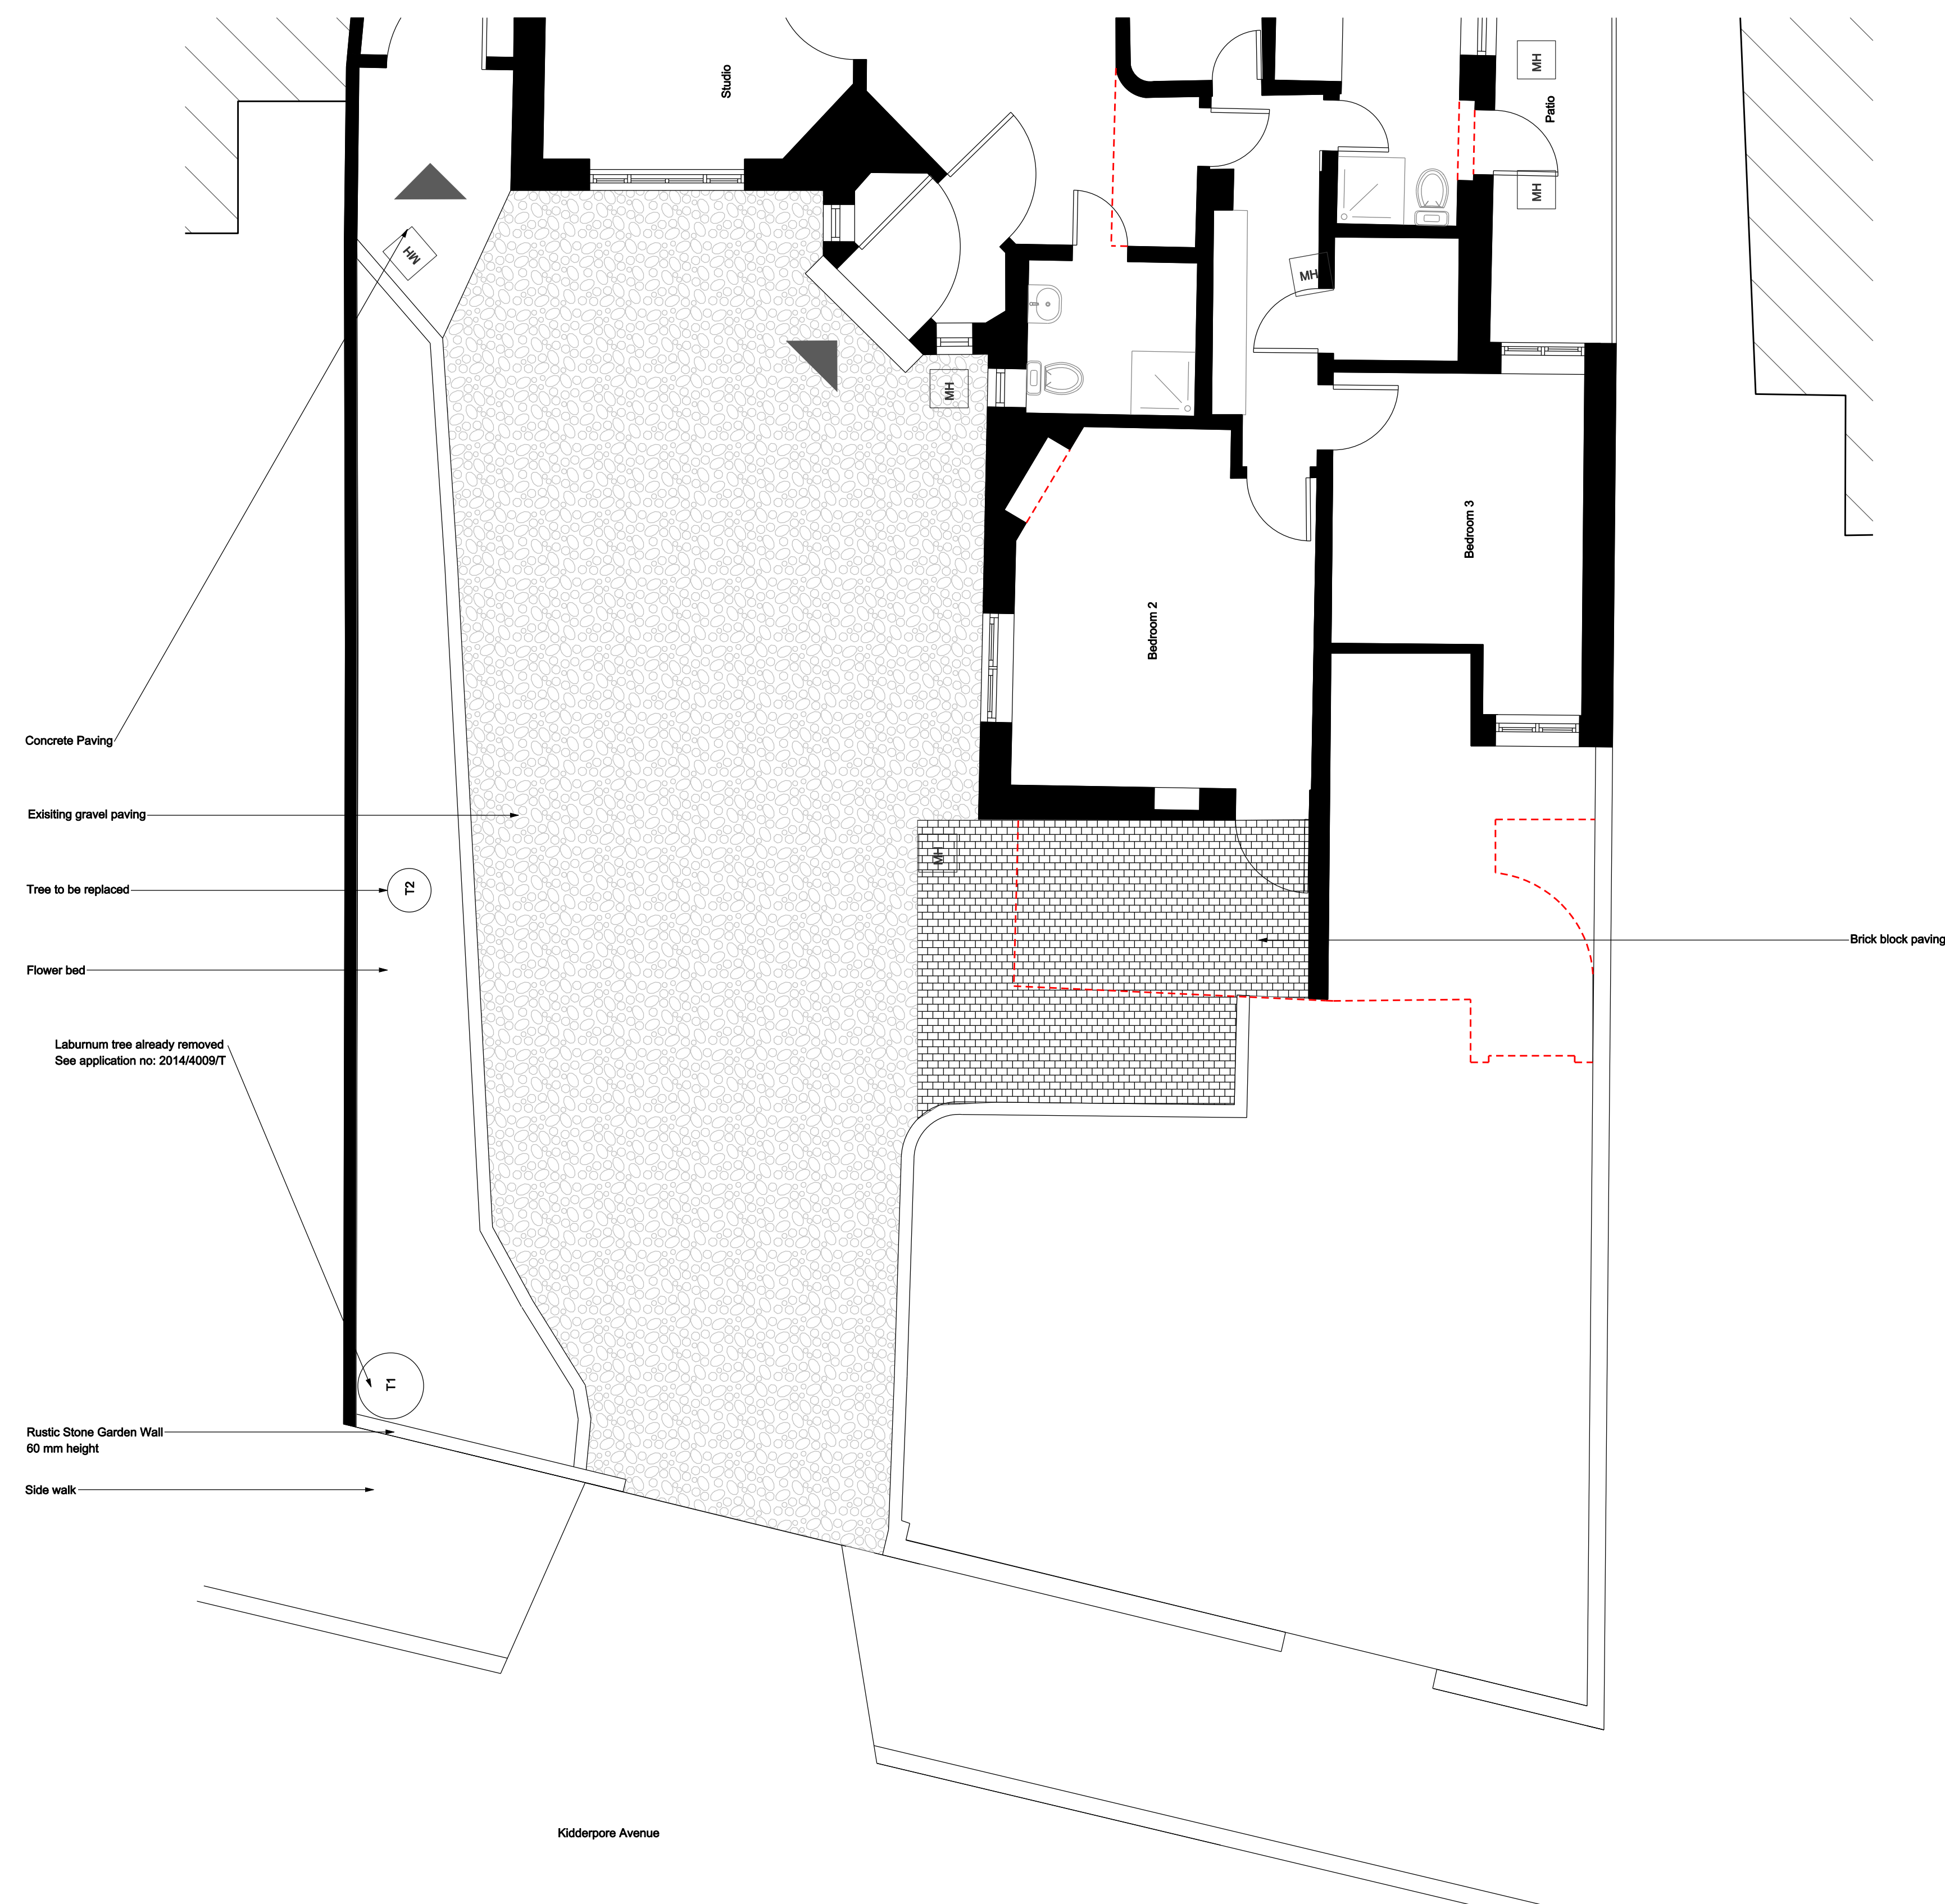 Studio
MH
Patio
MH
MH
MH
MH
Bedroom 3
Bedroom 2
Concrete Paving
Exisiting gravel paving
MH
Tree to be replaced
T2
Brick block paving
Flower bed
Laburnum tree already removed
See application no: 2014/4009/T
T1
Rustic Stone Garden Wall
60 mm height
Side walk
Kidderpore Avenue